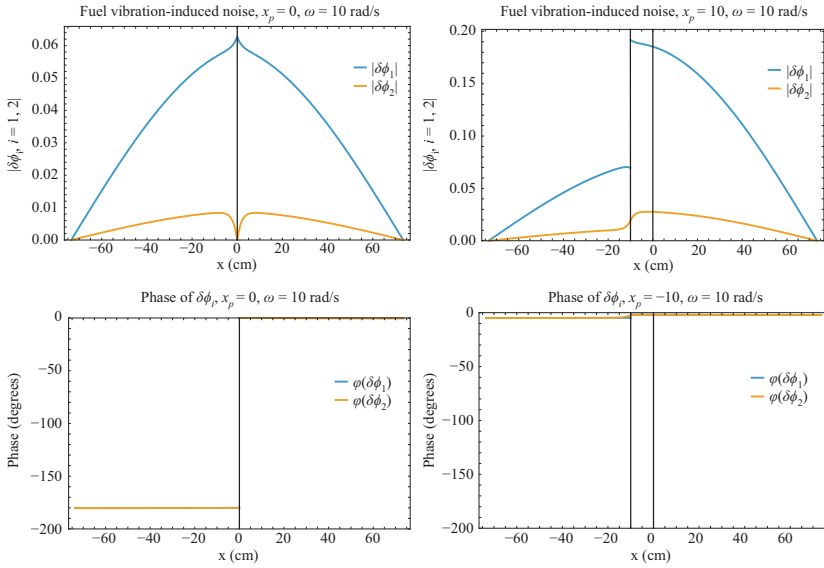 Fuel vibration-induced noise, x_p = 0, ω = 10 rad/s
|δϕ_i, i = 1, 2|
0.06
0.05
0.04
0.03
0.02
0.01
0.00
|δϕ_1|
|δϕ_2|
−60 −40 −20 0 20 40 60
x (cm)
Fuel vibration-induced noise, x_p = 10, ω = 10 rad/s
|δϕ_i, i = 1, 2|
0.20
0.15
0.10
0.05
0.00
|δϕ_1|
|δϕ_2|
−60 −40 −20 0 20 40 60
x (cm)
Phase of δϕ_i, x_p = 0, ω = 10 rad/s
Phase (degrees)
0
−50
−100
−150
−200
φ(δϕ_1)
φ(δϕ_2)
−60 −40 −20 0 20 40 60
x (cm)
Phase of δϕ_i, x_p = −10, ω = 10 rad/s
Phase (degrees)
0
−50
−100
−150
−200
φ(δϕ_1)
φ(δϕ_2)
−60 −40 −20 0 20 40 60
x (cm)